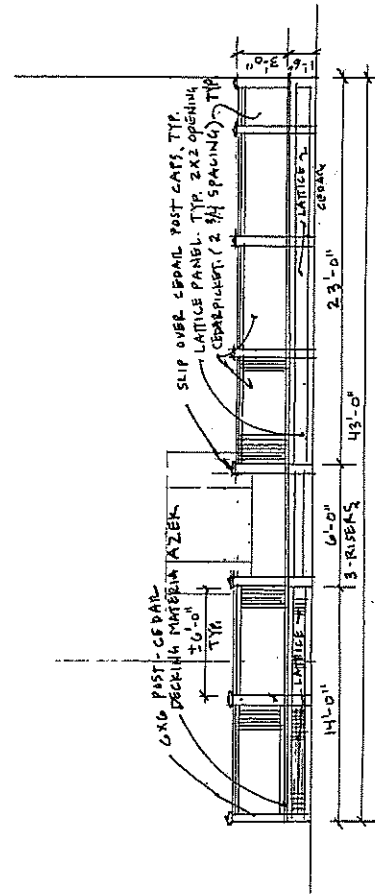 6X6 POST - CEDAR
DECKING MATERIA AZEK
±6'-0"
TYP.
SLIP OVER CEDAR POST CAPS, TYP.
LATTICE PANEL. TYP. 2X2 OPENING
CEDAR PICKET. (2 3/4 SPACING) TYP
3'-0"
1'-6"
LATTICE
LATTICE
CEDAR
14'-0"
6'-0"
3-RISERS
23'-0"
43'-0"